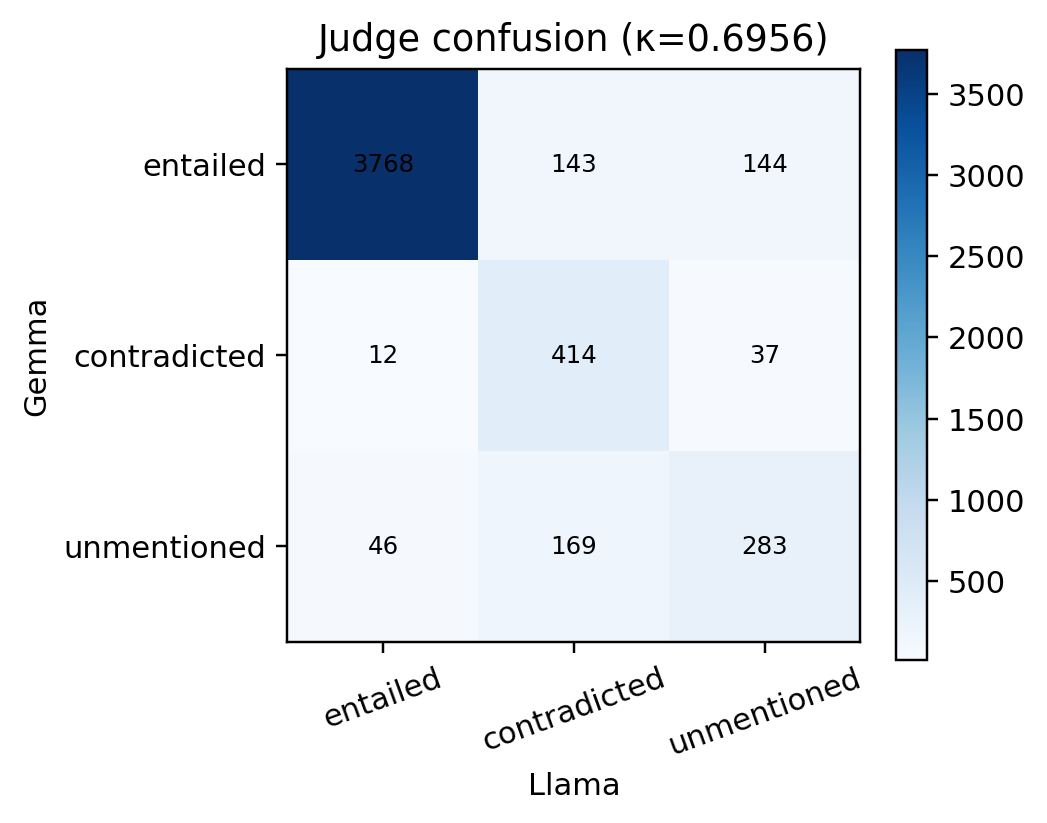 Judge confusion (κ=0.6956)
3500
3000
2500
2000
1500
1000
500
Gemma
entailed
3768 143 144
contradicted
12 414 37
unmentioned
46 169 283
entailed
contradicted
unmentioned
Llama